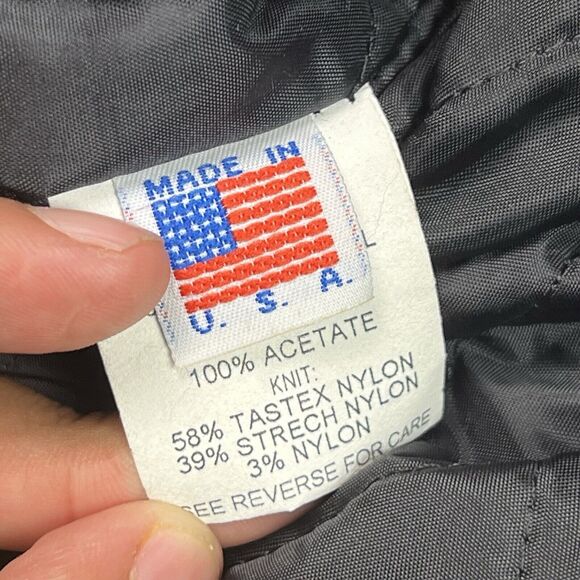 MADE IN
U. S. A.
L
100% ACETATE
KNIT:
58% TASTEX NYLON
39% STRECH NYLON
3% NYLON
SEE REVERSE FOR CARE